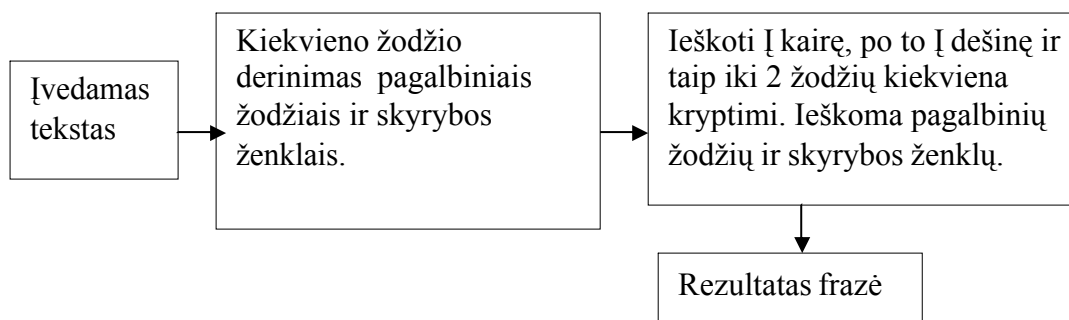 Įvedamas
tekstas
Kiekvieno žodžio
derinimas pagalbiniais
žodžiais ir skyrybos
ženklais.
Ieškoti Į kairę, po to Į dešinę ir
taip iki 2 žodžių kiekviena
kryptimi. Ieškoma pagalbinių
žodžių ir skyrybos ženklų.
Rezultatas frazė